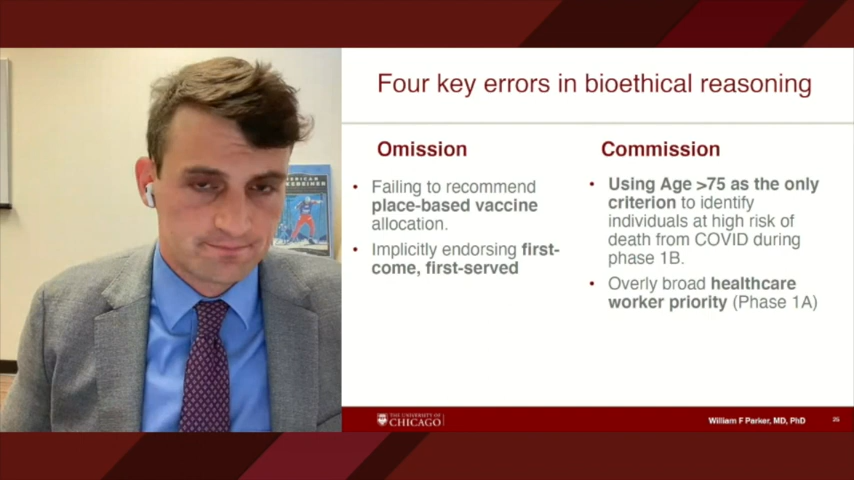 Four key errors in bioethical reasoning
Omission
• Failing to recommend
place-based vaccine
allocation.
• Implicitly endorsing first-
come, first-served
Commission
• Using Age >75 as the only
criterion to identify
individuals at high risk of
death from COVID during
phase 1B.
• Overly broad healthcare
worker priority (Phase 1A)
THE UNIVERSITY OF
CHICAGO
William F Parker, MD, PhD
26